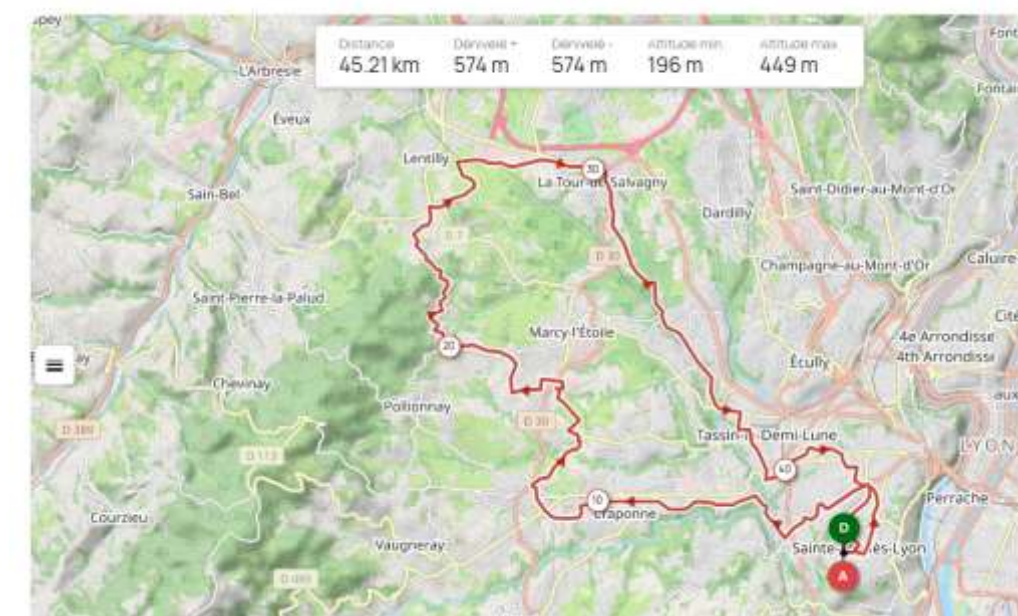 Distance
45.21 km
Dénivelé +
574 m
Dénivelé -
574 m
Altitude min.
196 m
Altitude max.
449 m
L'Arbresle
Éveux
Lentilly
30
La Tour-de-Salvagny
Sain-Bel
Saint-Didier-au-Mont-d'Or
Dardilly
D 7
D 30
Champagne-au-Mont-d'Or
Caluire
Saint-Pierre-la-Palud
Marcy-l'Étoile
4e Arrondisse
4th Arrondisse
20
Écully
Chevinay
Pollionnay
D 389
D 30
D 113
Tassin-la-Demi-Lune
LYON
40
10
Craponne
Perrache
Courzieu
D
Vaugneray
Lyon
A